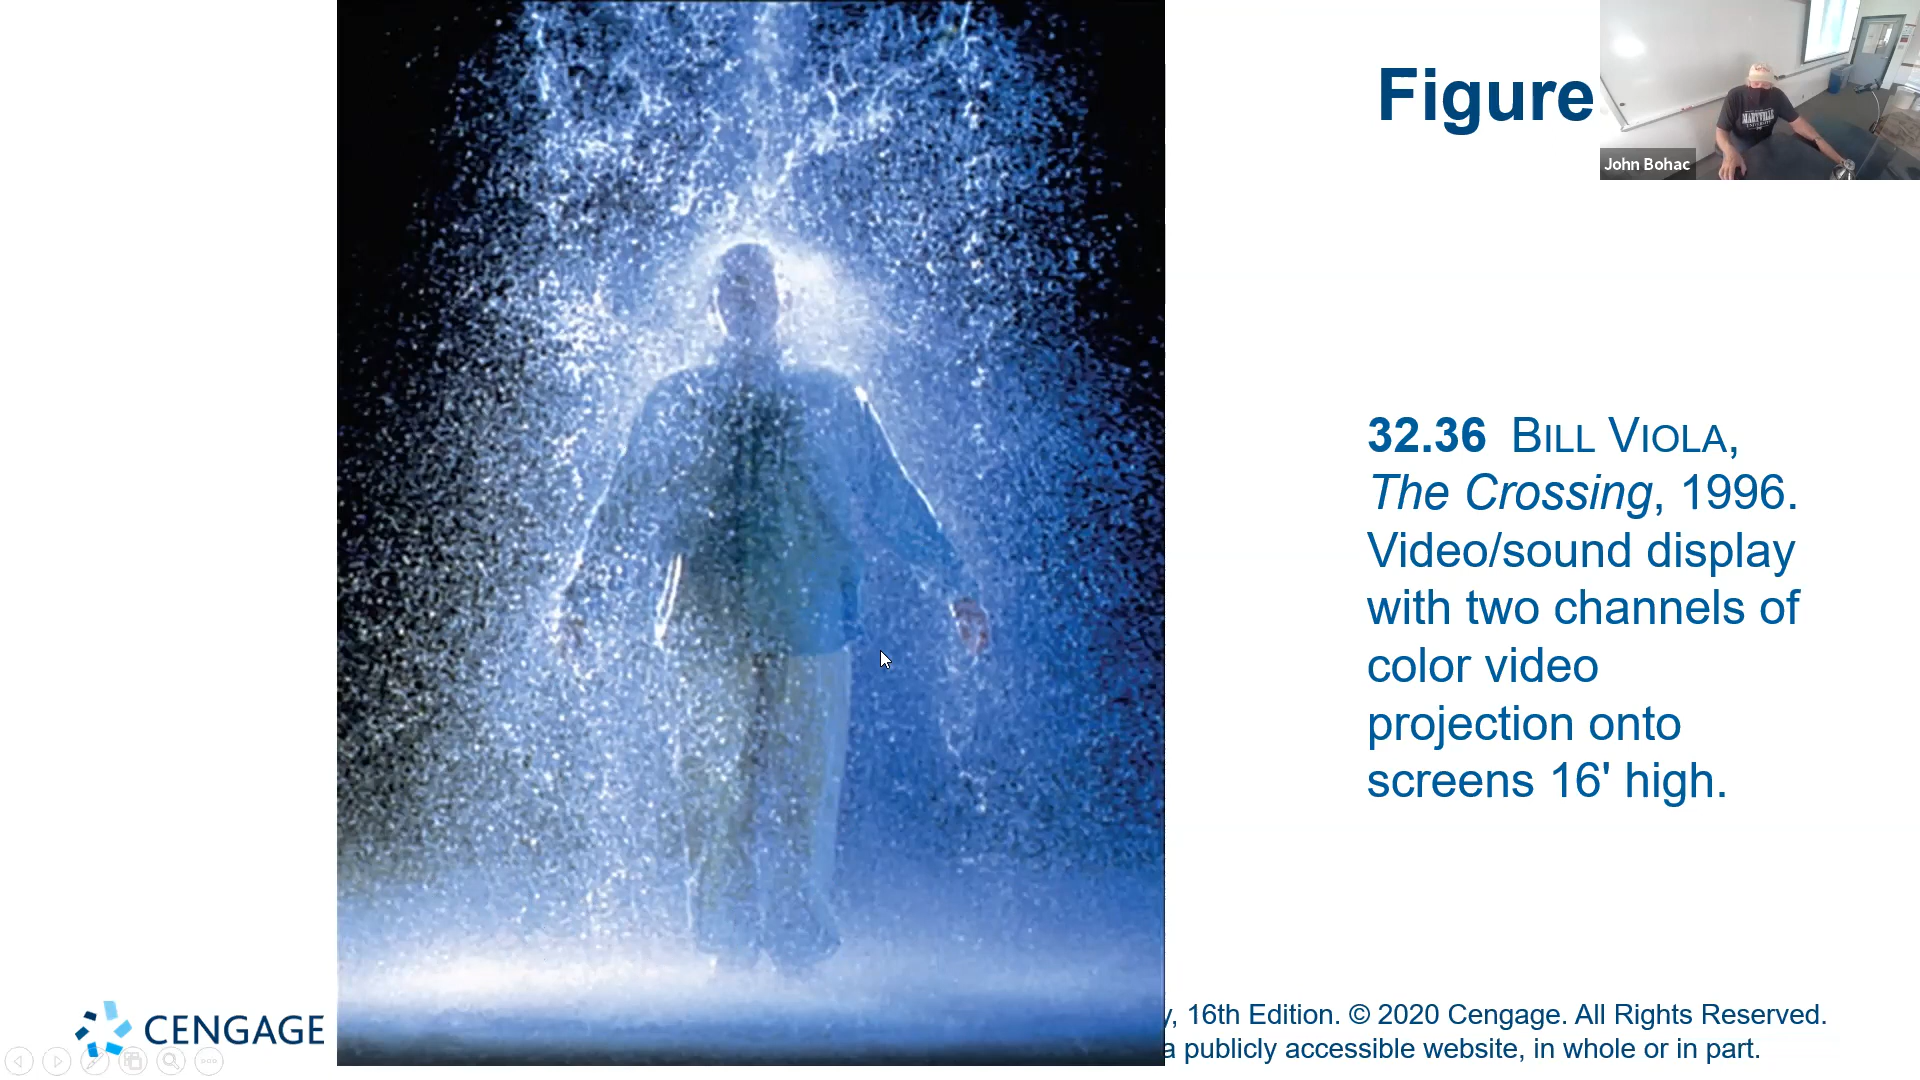 Figure
John Bohac
MARYVILLE
32.36 BILL VIOLA,
The Crossing, 1996.
Video/sound display
with two channels of
color video
projection onto
screens 16' high.
CENGAGE
, 16th Edition. © 2020 Cengage. All Rights Reserved.
a publicly accessible website, in whole or in part.